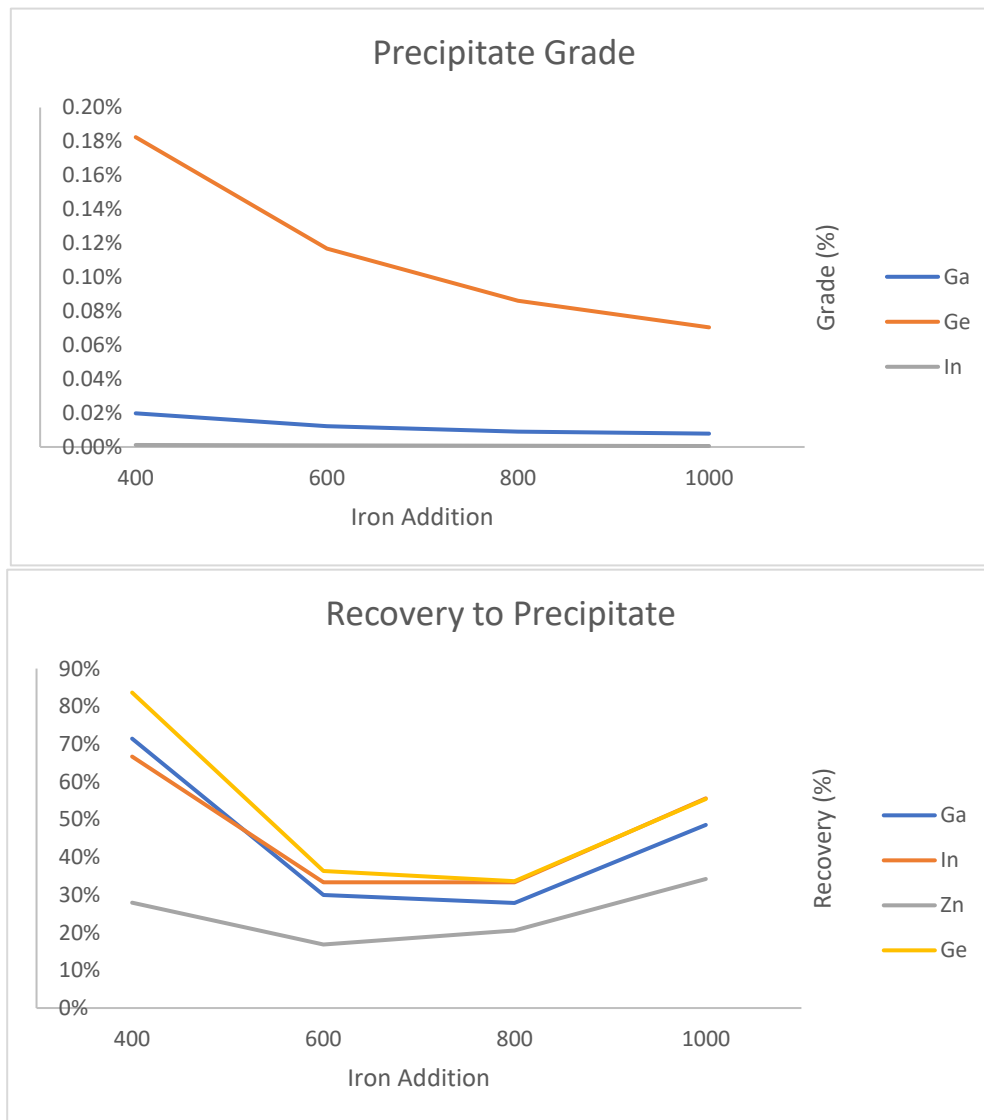 Precipitate Grade
0.20%
0.18%
0.16%
0.14%
0.12%
0.10%
0.08%
0.06%
0.04%
0.02%
0.00%
400 600 800 1000
Iron Addition
Grade (%)
Ga
Ge
In
Recovery to Precipitate
90%
80%
70%
60%
50%
40%
30%
20%
10%
0%
400 600 800 1000
Iron Addition
Recovery (%)
Ga
In
Zn
Ge